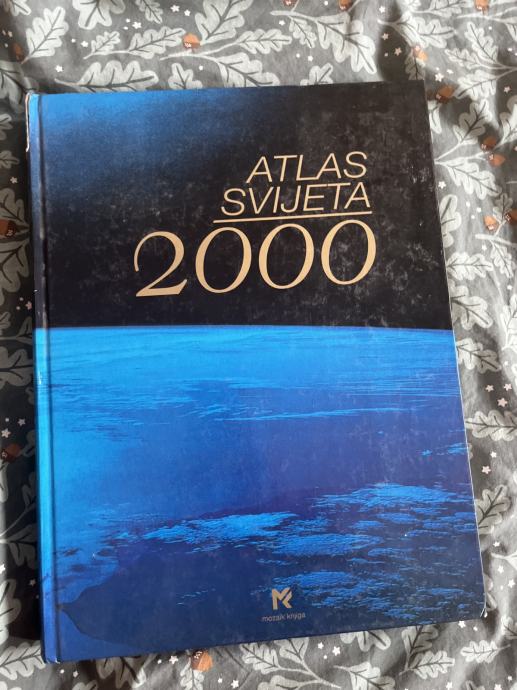 ATLAS
SVIJETA
2000
mozaik knjiga